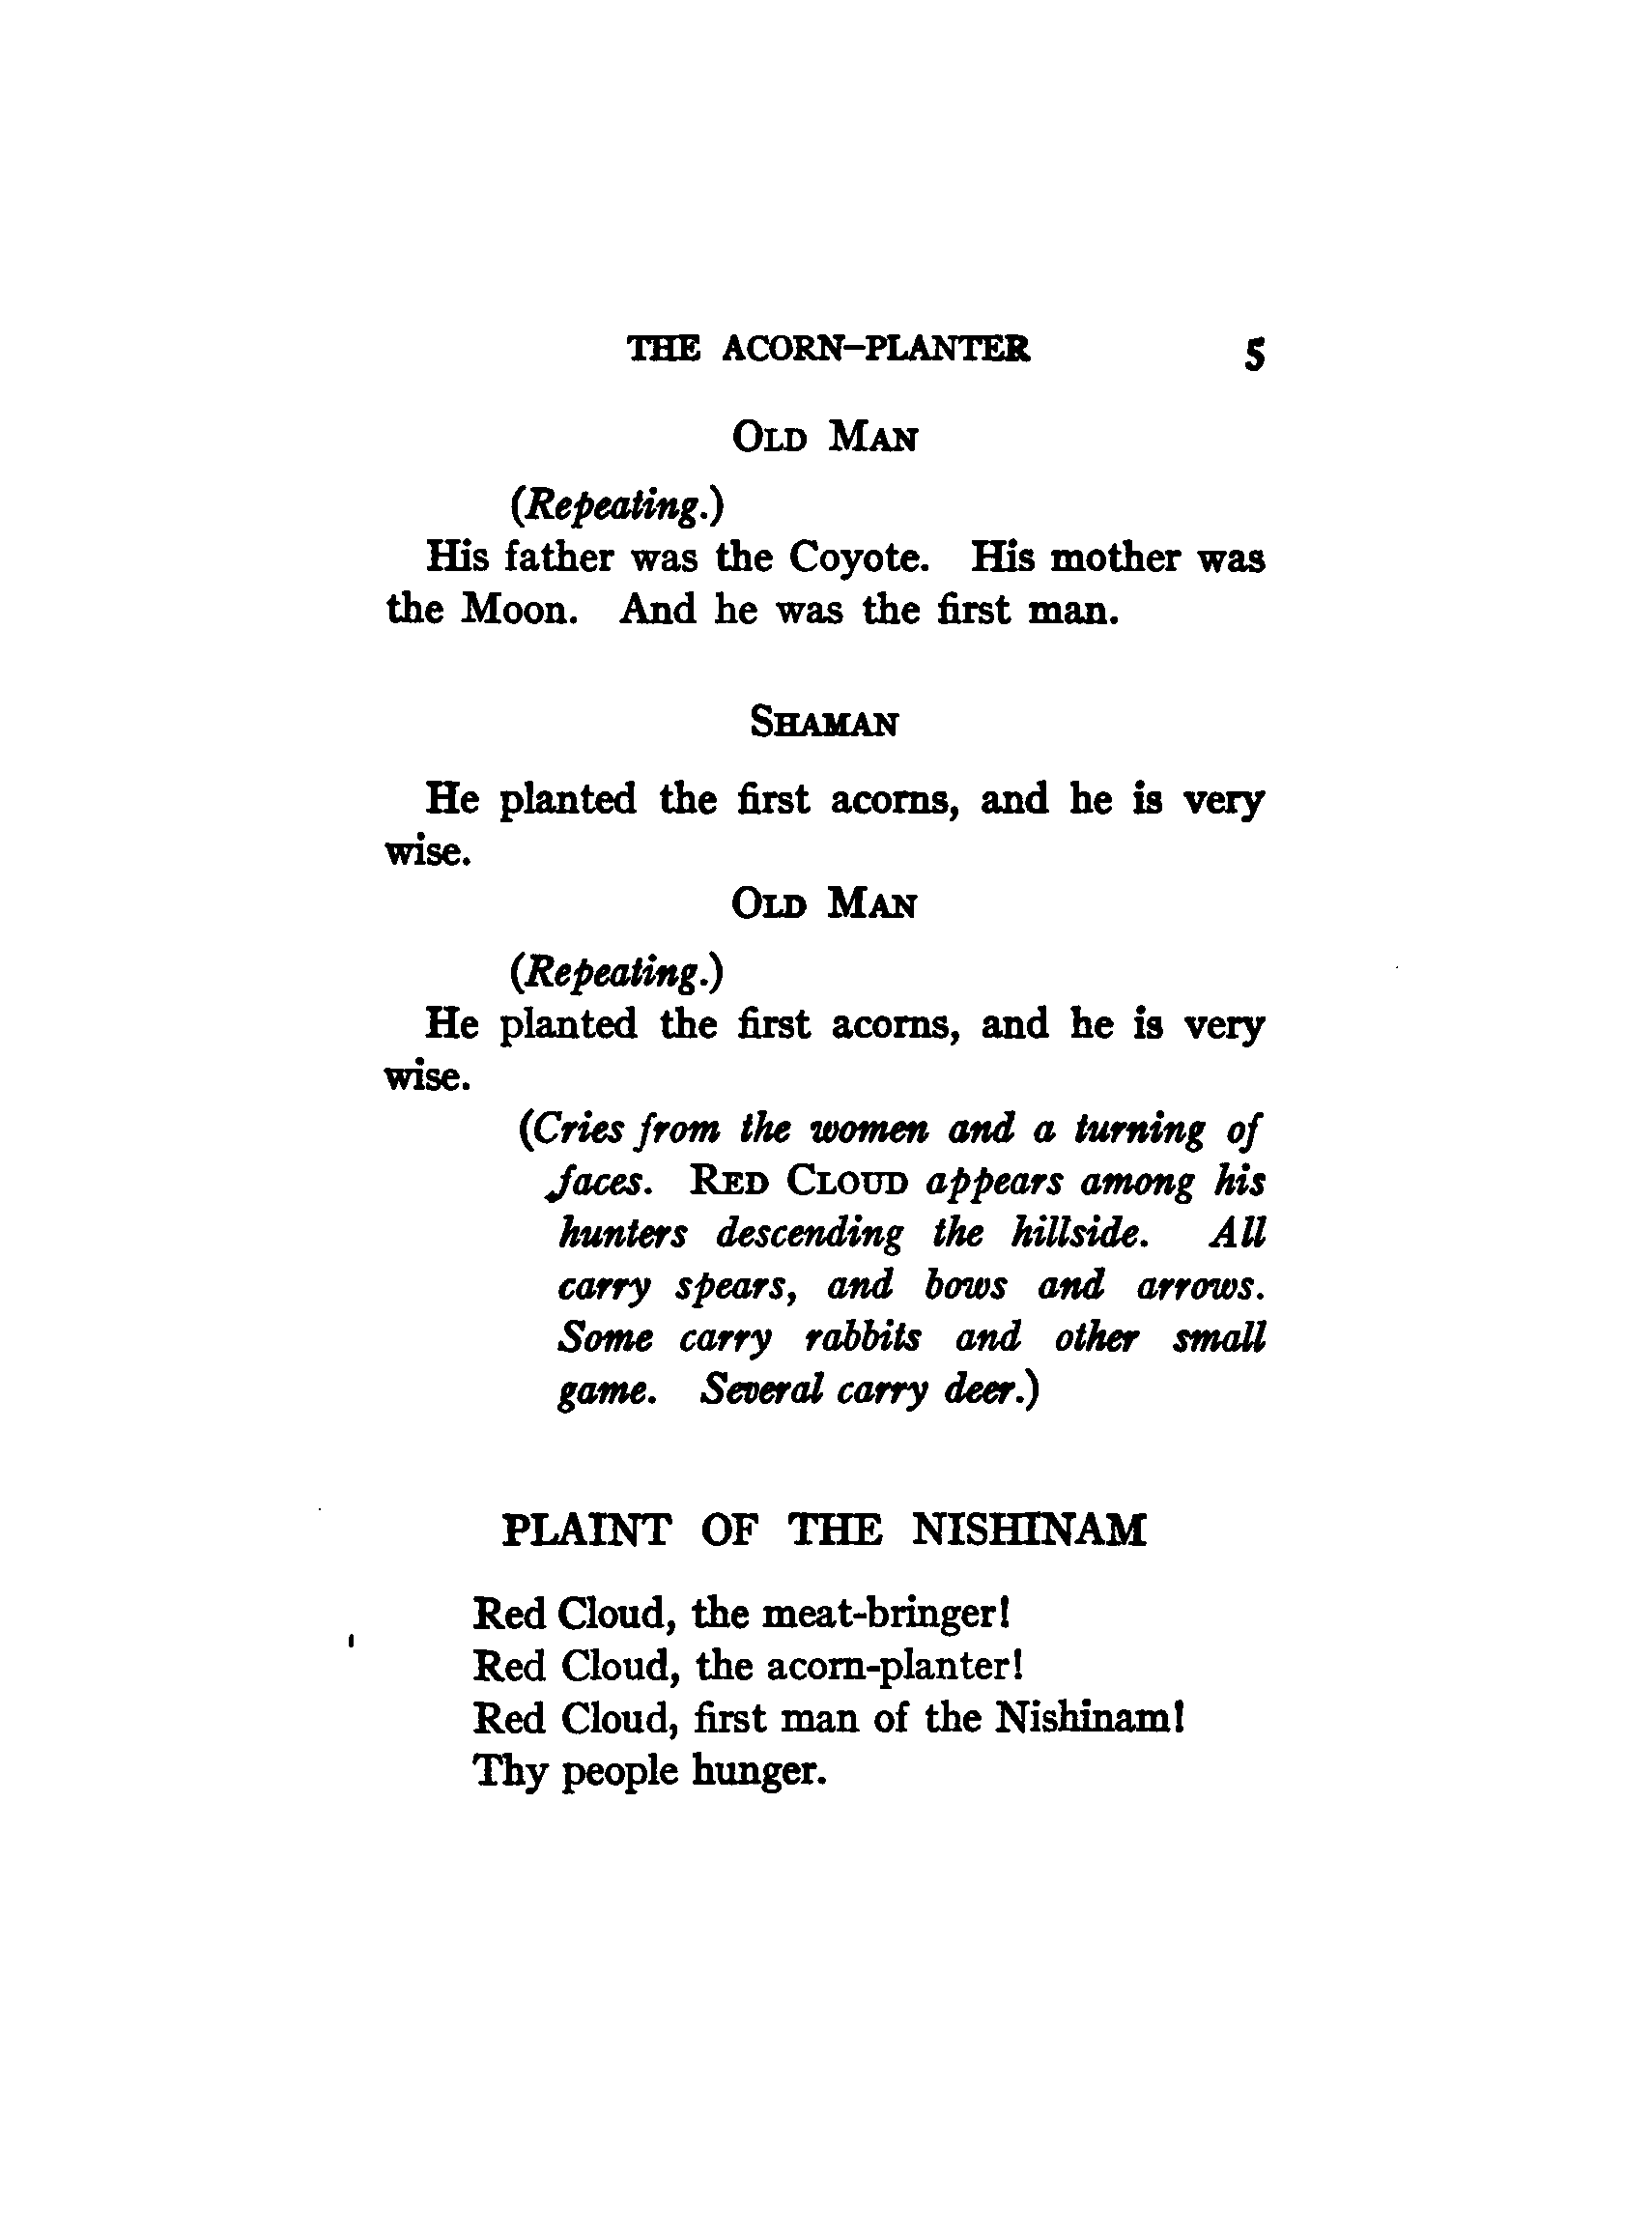 THE ACORN–PLANTER 5
OLD MAN
(Repeating.)
His father was the Coyote. His mother was
the Moon. And he was the first man.
SHAMAN
He planted the first acorns, and he is very
wise.
OLD MAN
(Repeating.)
He planted the first acorns, and he is very
wise.
(Cries from the women and a turning of
faces. RED CLOUD appears among his
hunters descending the hillside. All
carry spears, and bows and arrows.
Some carry rabbits and other small
game. Several carry deer.)
PLAINT OF THE NISHINAM
Red Cloud, the meat-bringer!
Red Cloud, the acorn-planter!
Red Cloud, first man of the Nishinam!
Thy people hunger.